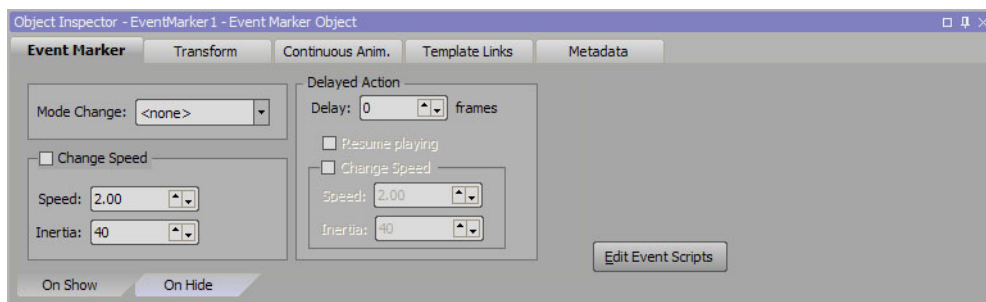 Object Inspector - EventMarker1 - Event Marker Object
Event Marker Transform Continuous Anim. Template Links Metadata
Mode Change: <none>
Change Speed
Speed: 2.00
Inertia: 40
Delayed Action
Delay: 0 frames
Resume playing
Change Speed
Speed: 2.00
Inertia: 40
Edit Event Scripts
On Show On Hide